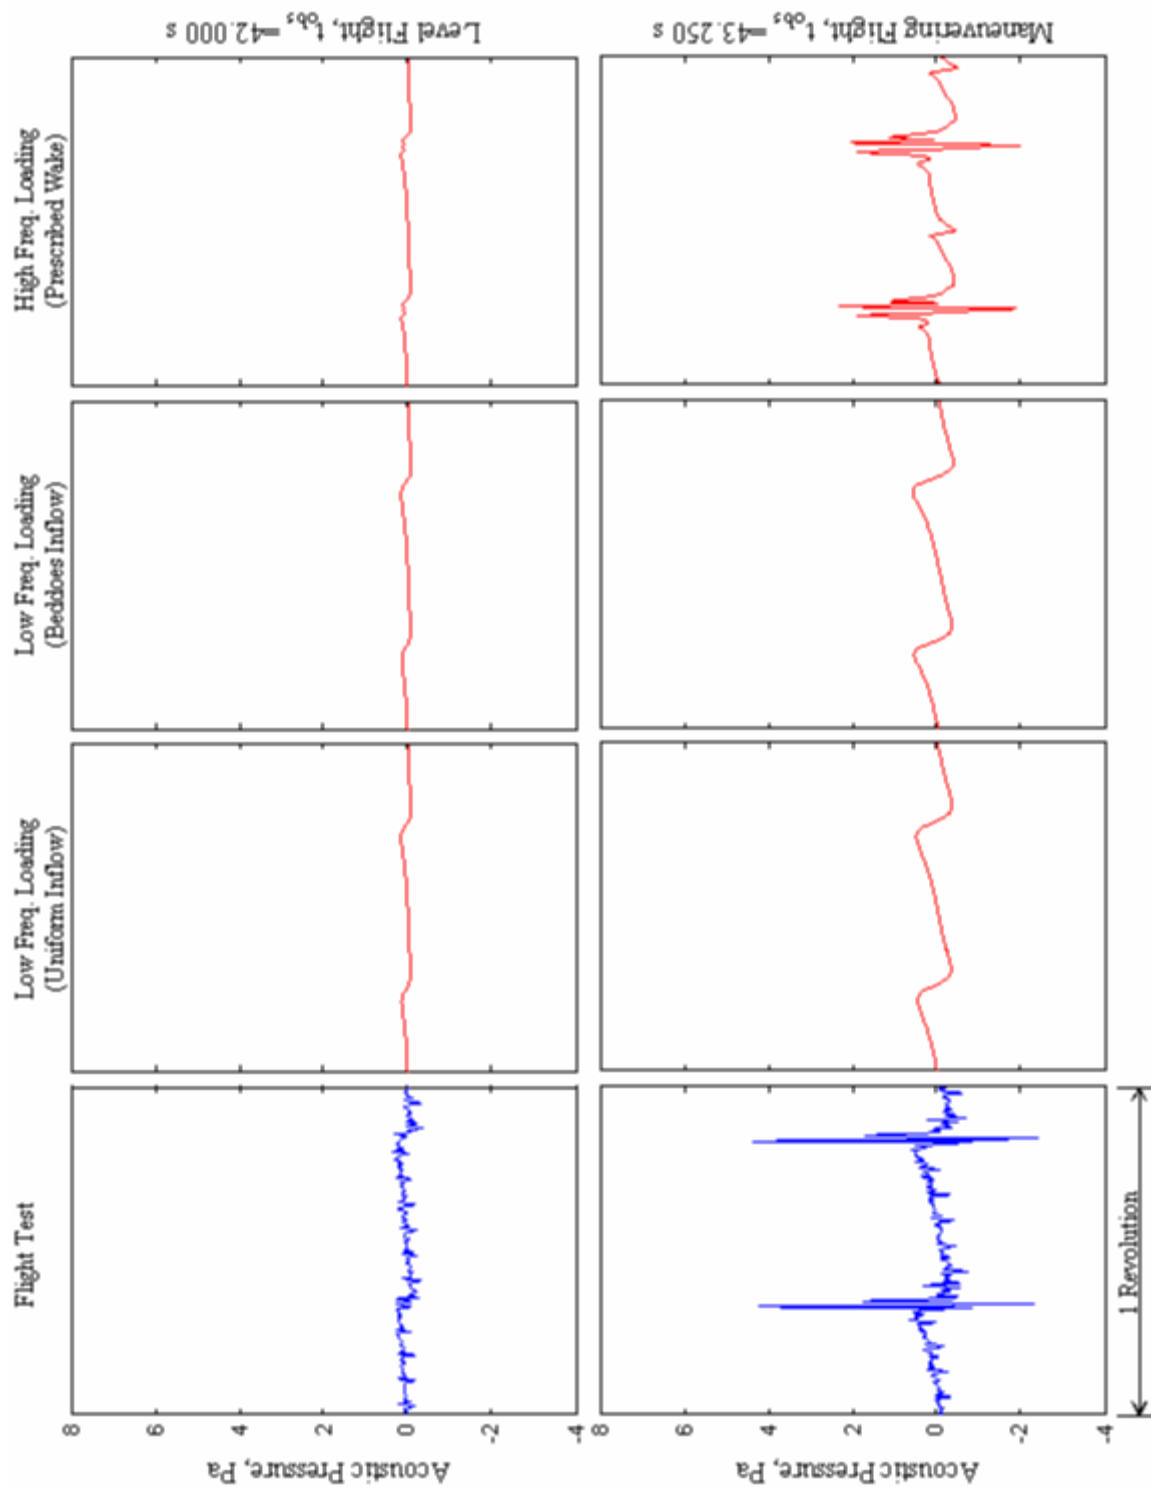 Flight Test
Low Freq. Loading
(Uniform Inflow)
Low Freq. Loading
(Beddoes Inflow)
High Freq. Loading
(Prescribed Wake)
Acoustic Pressure, Pa
8
6
4
2
0
-2
-4
Level Flight, t_obs=42.000 s
Acoustic Pressure, Pa
8
6
4
2
0
-2
-4
Maneuvering Flight, t_obs=43.250 s
1 Revolution